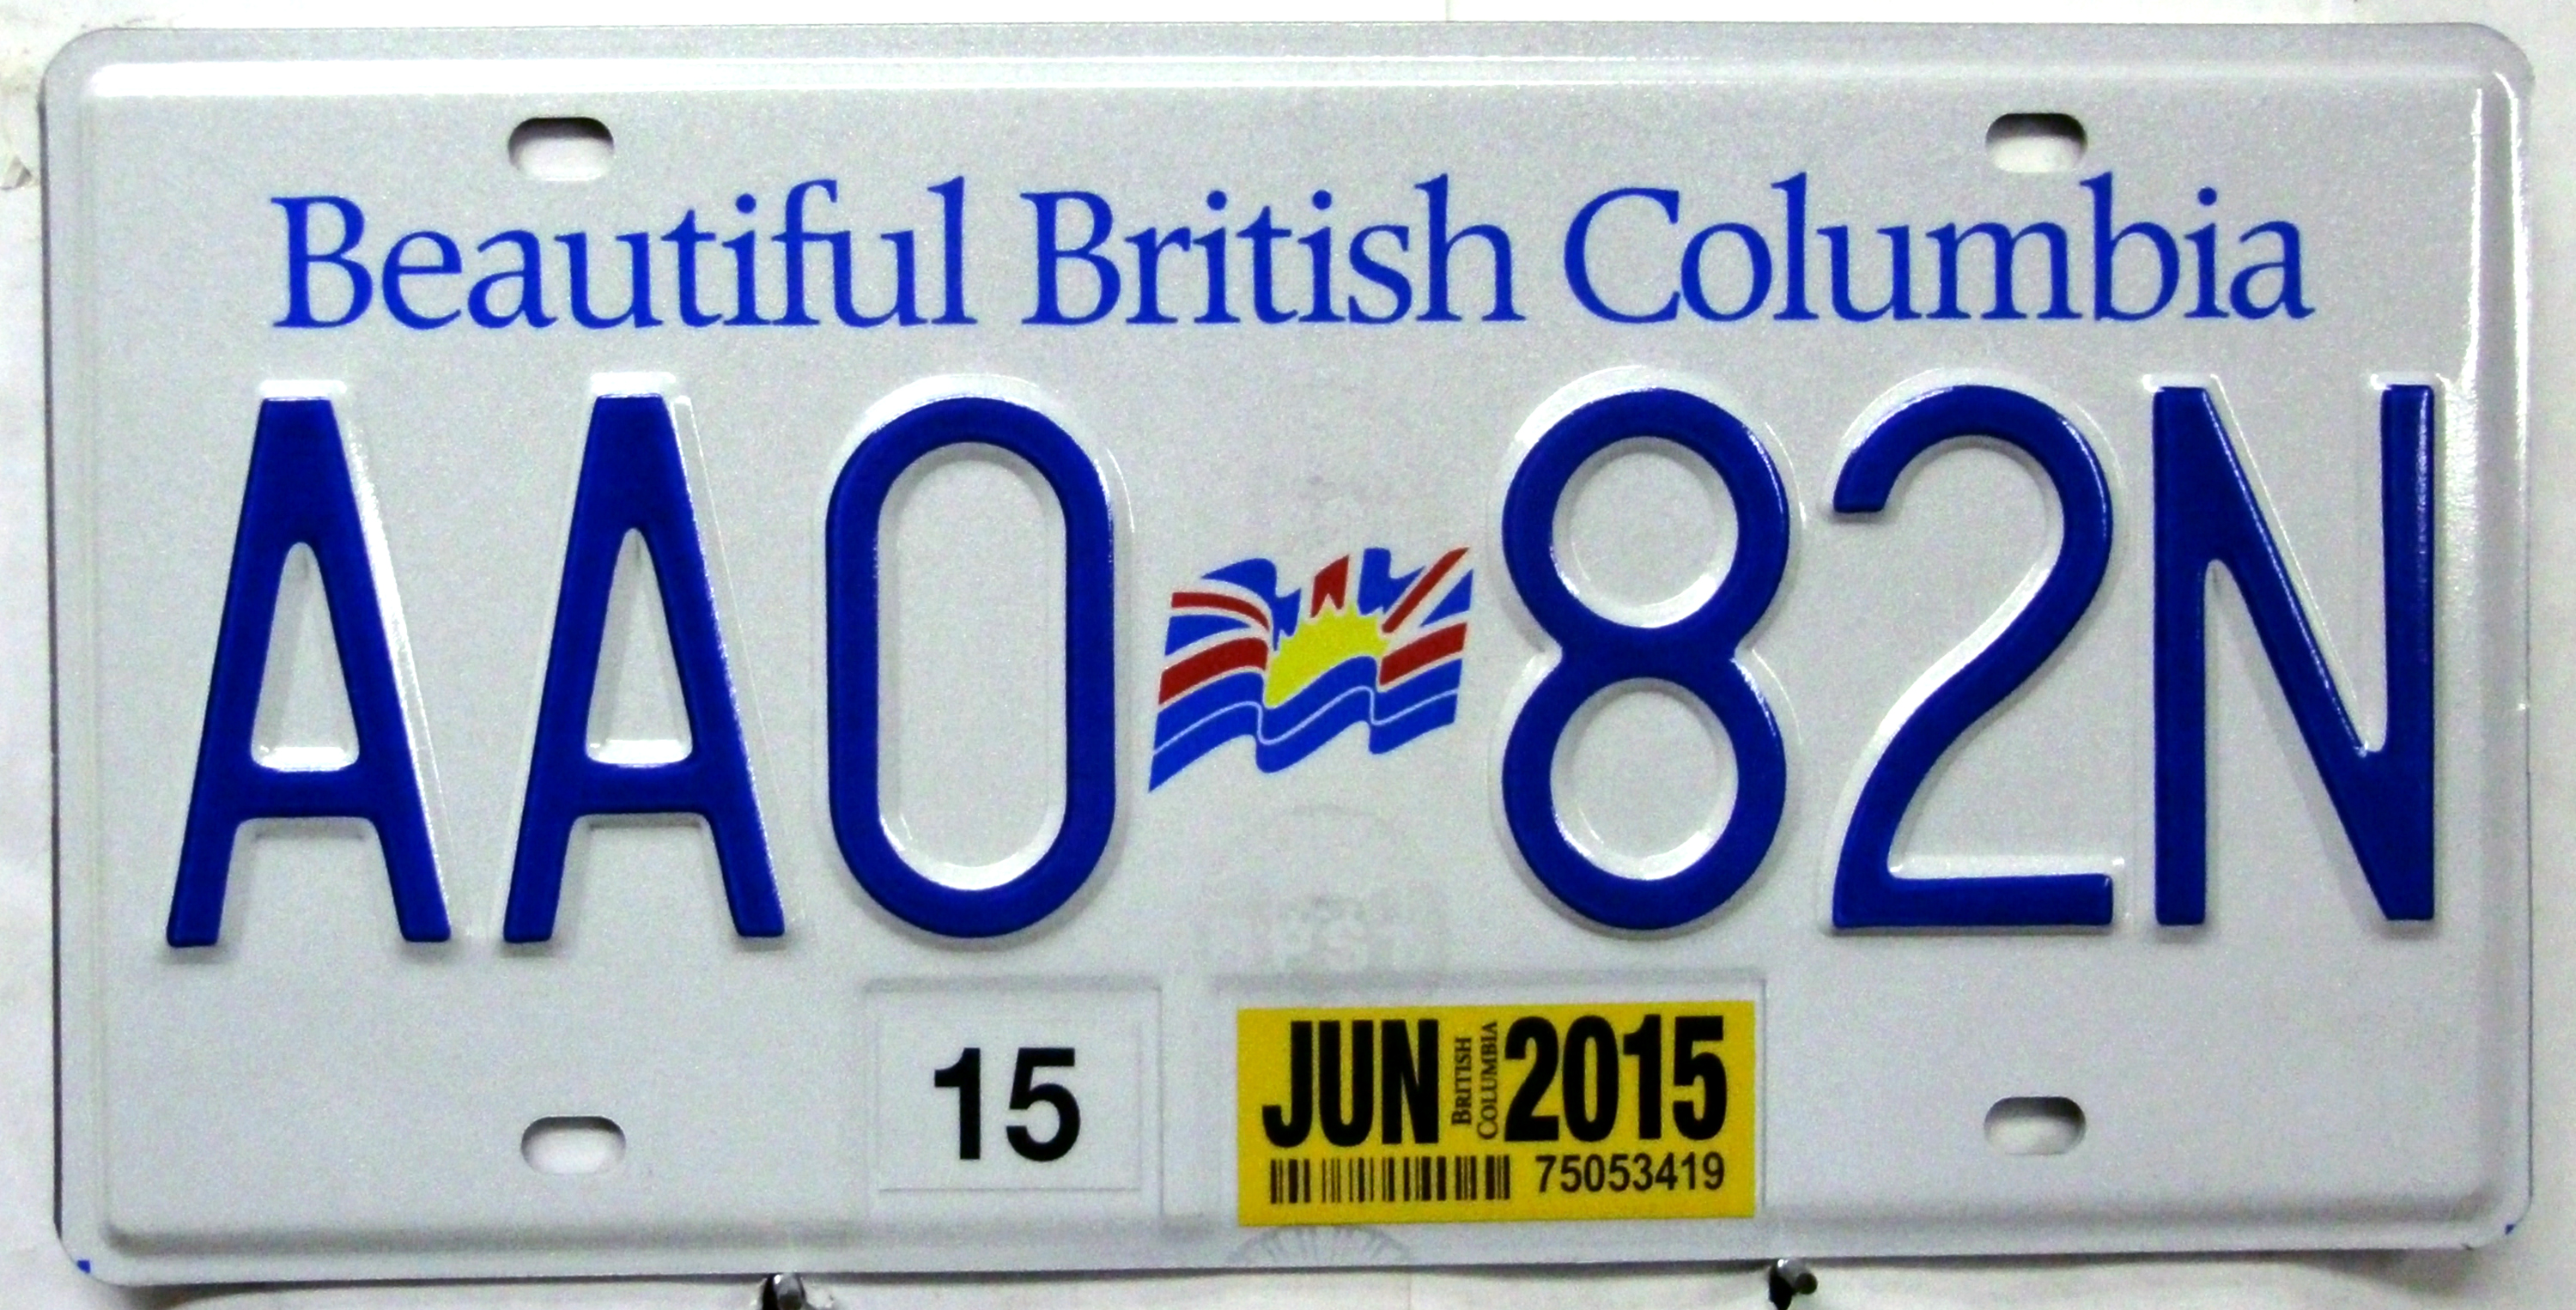 Beautiful British Columbia
AA0 82N
15
JUN BRITISH COLUMBIA 2015
75053419